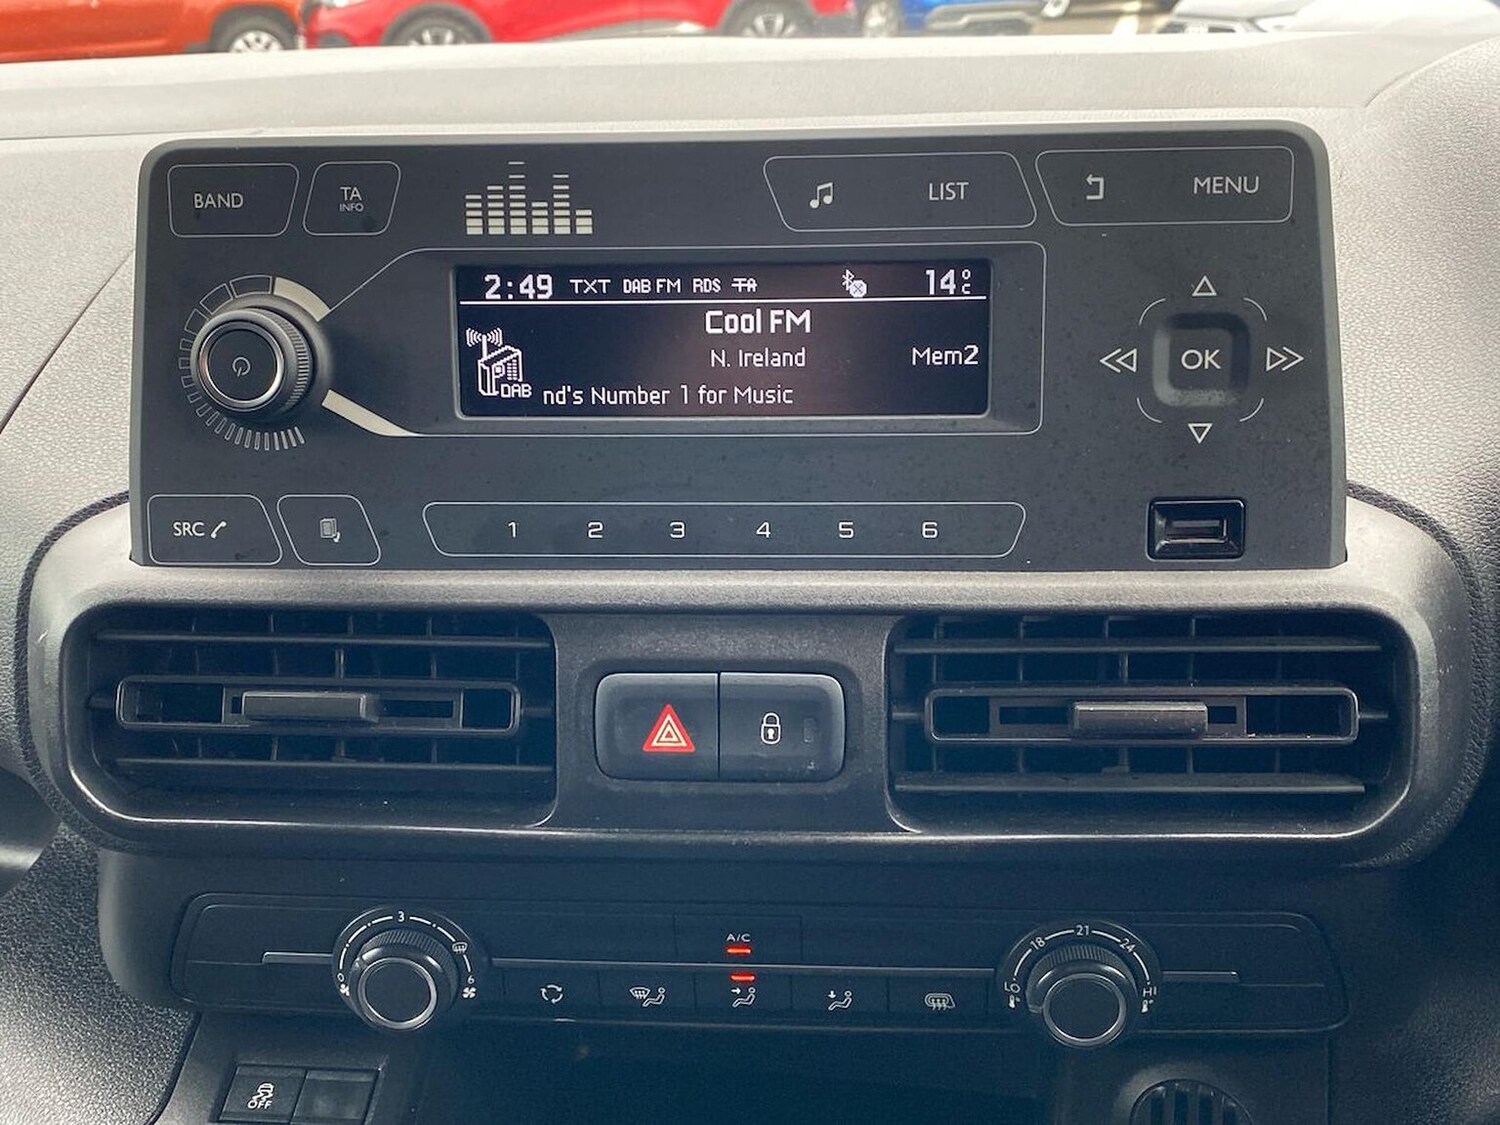 BAND
TA
INFO
LIST
MENU
2:49 TXT DAB FM RDS TA 14°C
Cool FM
N. Ireland Mem2
DAB nd's Number 1 for Music
OK
SRC
1 2 3 4 5 6
3
6
0
A/C
LO 18 21 24 HI
OFF